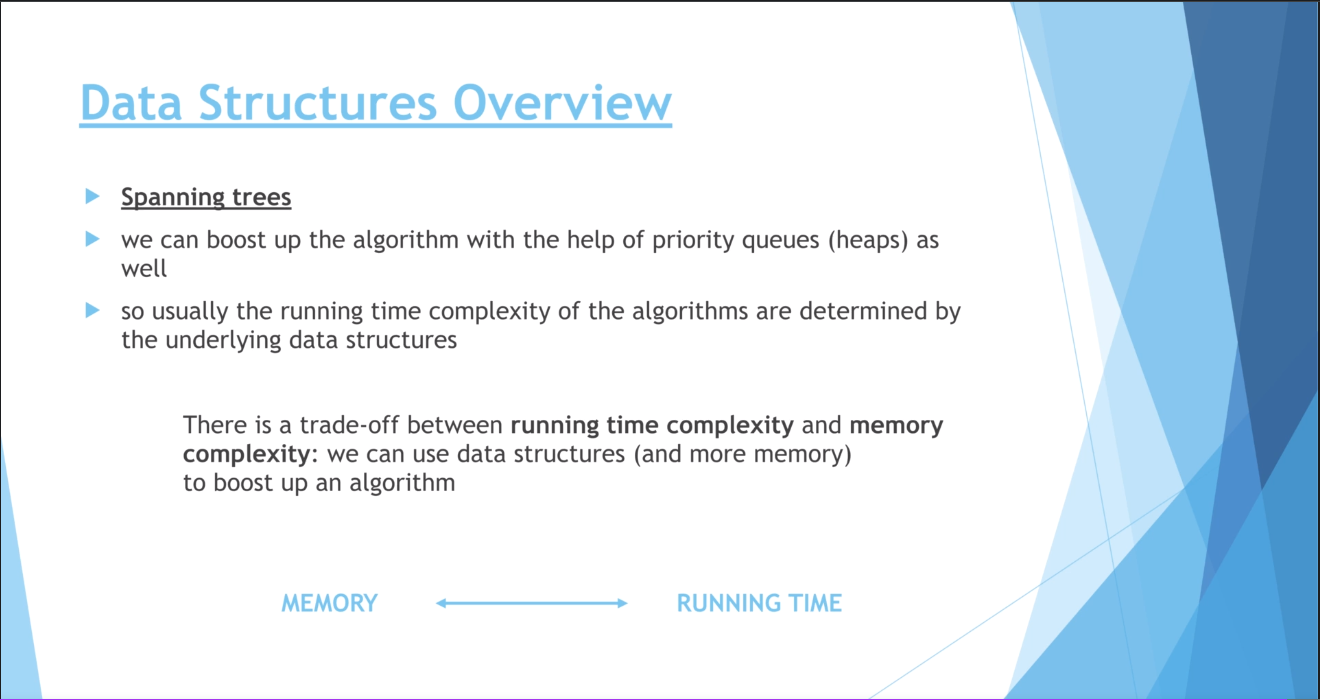 Data Structures Overview
Spanning trees
we can boost up the algorithm with the help of priority queues (heaps) as
well
so usually the running time complexity of the algorithms are determined by
the underlying data structures
There is a trade-off between running time complexity and memory
complexity: we can use data structures (and more memory)
to boost up an algorithm
MEMORY RUNNING TIME